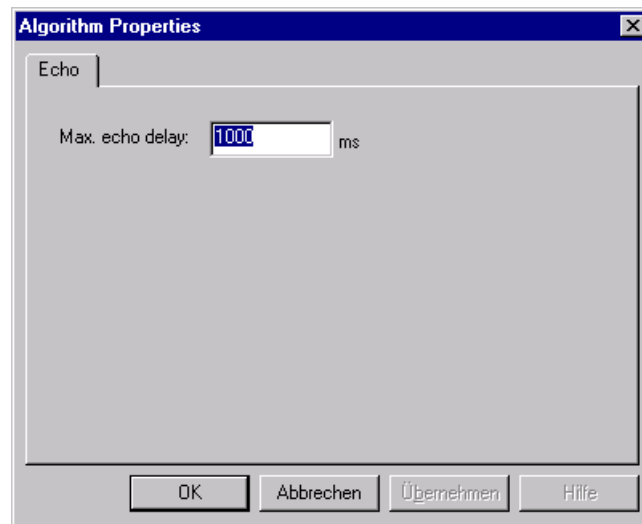 Algorithm Properties
Echo
Max. echo delay: 1000 ms
OK Abbrechen Übernehmen Hilfe